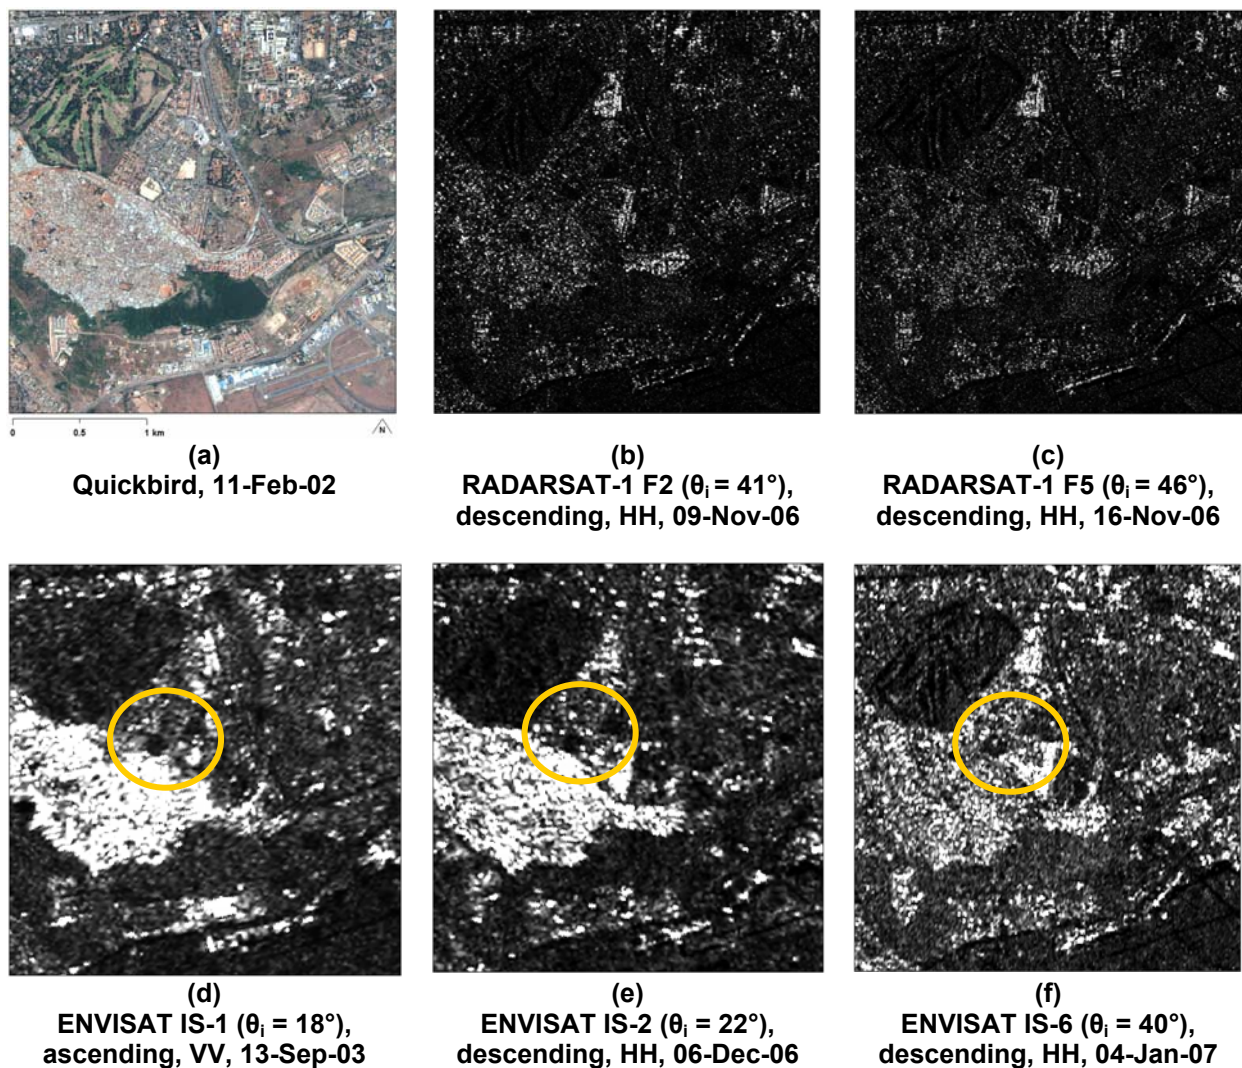 0 0.5 1 km N
(a)
Quickbird, 11-Feb-02
(b)
RADARSAT-1 F2 (θi = 41°),
descending, HH, 09-Nov-06
(c)
RADARSAT-1 F5 (θi = 46°),
descending, HH, 16-Nov-06
(d)
ENVISAT IS-1 (θi = 18°),
ascending, VV, 13-Sep-03
(e)
ENVISAT IS-2 (θi = 22°),
descending, HH, 06-Dec-06
(f)
ENVISAT IS-6 (θi = 40°),
descending, HH, 04-Jan-07